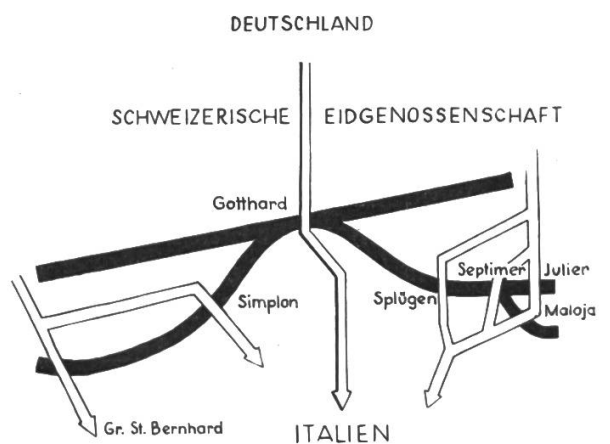 DEUTSCHLAND
SCHWEIZERISCHE EIDGENOSSENSCHAFT
Gotthard
Septimer Julier
Simplon Splügen
Maloja
Gr. St. Bernhard
ITALIEN